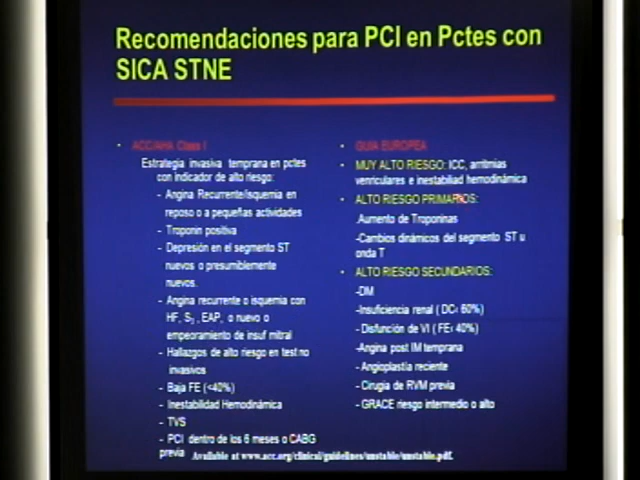 Recomendaciones para PCI en Pctes con
SICA STNE
• ACC/AHA Class I
Estrategia invasiva temprana en pctes
con indicador de alto riesgo:
- Angina Recurrente/isquemia en
reposo o a pequeñas actividades
- Troponin positiva
- Depresión en el segmento ST
nuevos o presumiblemente
nuevos.
- Angina recurrente o isquemia con
HF, S₃, EAP, o nuevo o
empeoramiento de insuf mitral
- Hallazgos de alto riesgo en test no
invasivos
- Baja FE (<40%)
- Inestabilidad Hemodinámica
- TVS
- PCI dentro de los 6 meses o CABG
previa
• GUIA EUROPEA
• MUY ALTO RIESGO: ICC, arritmias
venriculares e inestabiliad hemodinámica
• ALTO RIESGO PRIMARIOS:
.Aumento de Troponinas
-Cambios dinámicos del segmento ST u
onda T
• ALTO RIESGO SECUNDARIOS:
-DM
-Insuficiencia renal ( DC< 60%)
- Disfunción de VI ( FE< 40%)
-Angina post IM temprana
- Angioplastía reciente
- Cirugia de RVM previa
- GRACE riesgo intermedio o alto
Available at www.acc.org/clinical/guidelines/unstable/unstable.pdf.